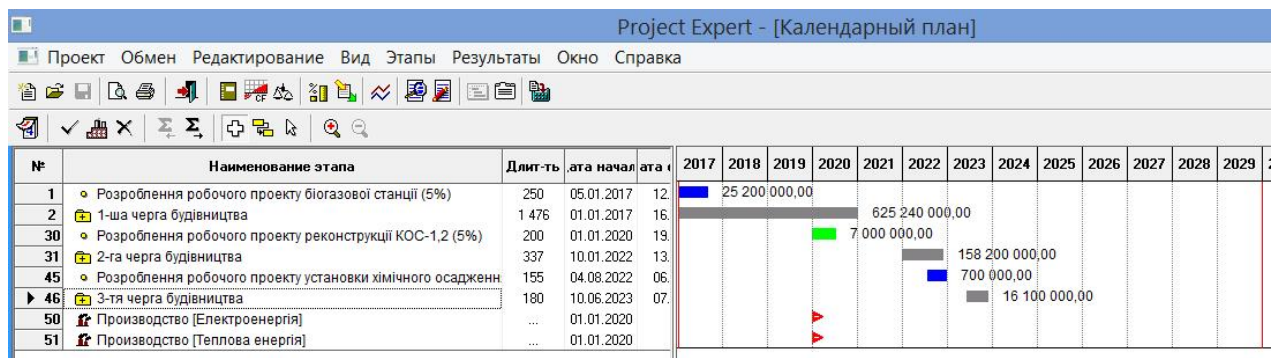 Project Expert - [Календарный план]
Проект Обмен Редактирование Вид Этапы Результаты Окно Справка
№ Наименование этапа Длит-ть ата начал ата 2017 2018 2019 2020 2021 2022 2023 2024 2025 2026 2027 2028 2029
1 Розроблення робочого проекту біогазової станції (5%) 250 05.01.2017 12. 25 200 000,00
2 1-ша черга будівництва 1 476 01.01.2017 16. 625 240 000,00
30 Розроблення робочого проекту реконструкції КОС-1,2 (5%) 200 01.01.2020 19. 7 000 000,00
31 2-га черга будівництва 337 10.01.2022 13. 158 200 000,00
45 Розроблення робочого проекту установки хімічного осадженн 155 04.08.2022 06. 700 000,00
46 3-тя черга будівництва 180 10.06.2023 07. 16 100 000,00
50 Производство [Електроенергія] ... 01.01.2020
51 Производство [Теплова енергія] ... 01.01.2020